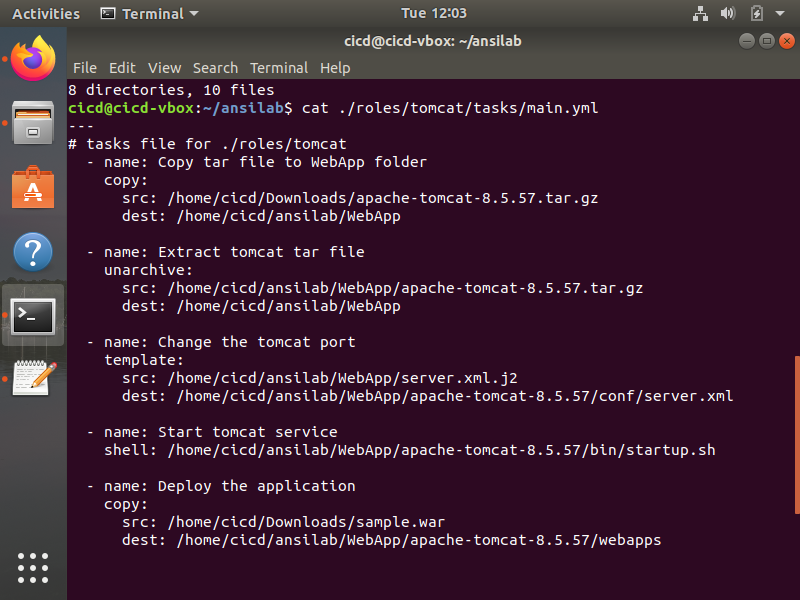 Activities Terminal Tue 12:03
cicd@cicd-vbox: ~/ansilab
File Edit View Search Terminal Help
8 directories, 10 files
cicd@cicd-vbox:~/ansilab$ cat ./roles/tomcat/tasks/main.yml
---
# tasks file for ./roles/tomcat
  - name: Copy tar file to WebApp folder
    copy:
      src: /home/cicd/Downloads/apache-tomcat-8.5.57.tar.gz
      dest: /home/cicd/ansilab/WebApp

  - name: Extract tomcat tar file
    unarchive:
      src: /home/cicd/ansilab/WebApp/apache-tomcat-8.5.57.tar.gz
      dest: /home/cicd/ansilab/WebApp

  - name: Change the tomcat port
    template:
      src: /home/cicd/ansilab/WebApp/server.xml.j2
      dest: /home/cicd/ansilab/WebApp/apache-tomcat-8.5.57/conf/server.xml

  - name: Start tomcat service
    shell: /home/cicd/ansilab/WebApp/apache-tomcat-8.5.57/bin/startup.sh

  - name: Deploy the application
    copy:
      src: /home/cicd/Downloads/sample.war
      dest: /home/cicd/ansilab/WebApp/apache-tomcat-8.5.57/webapps